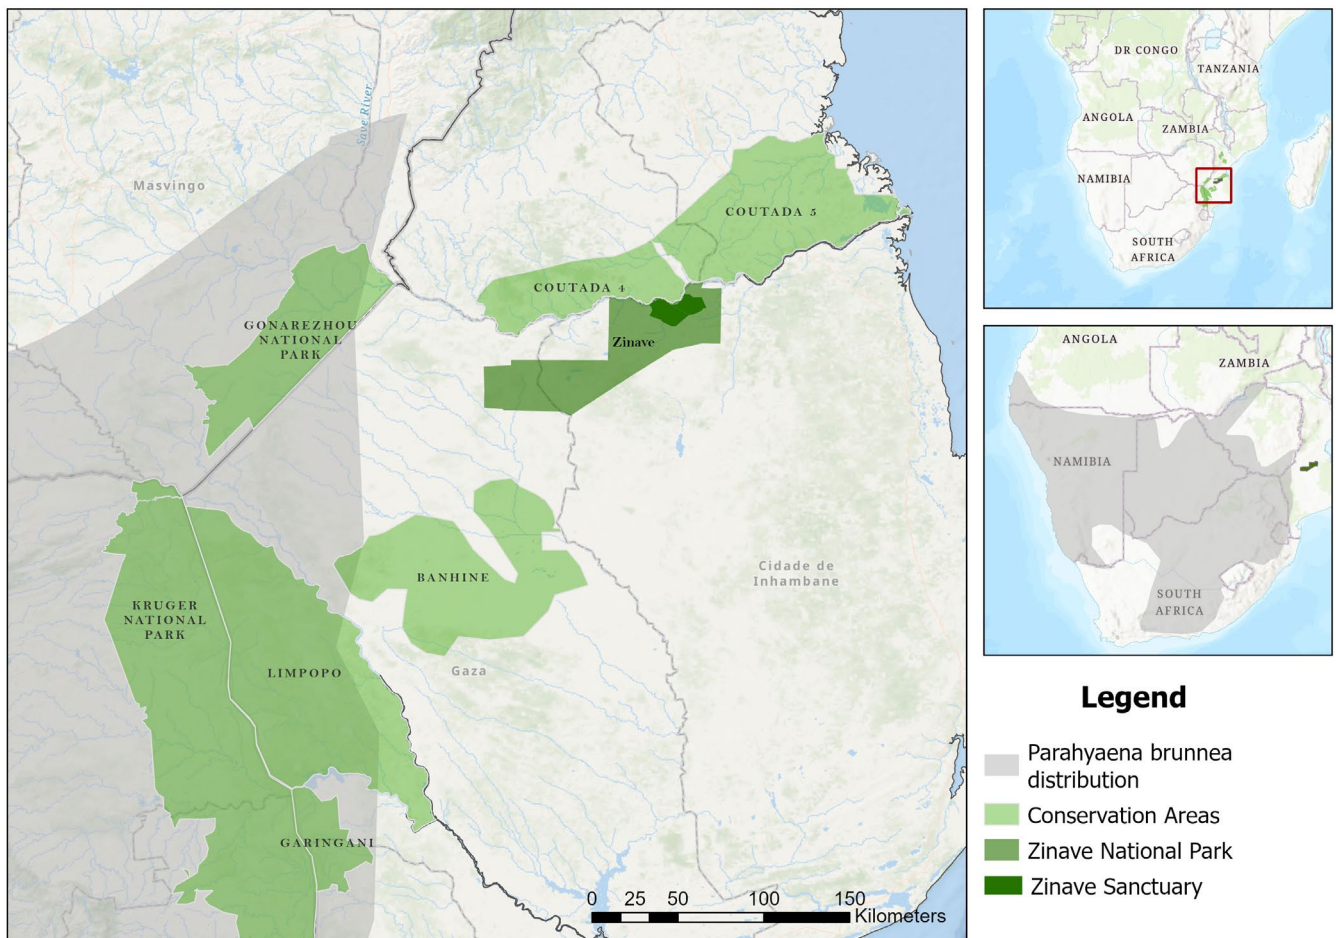 Save River
Masvingo
COUTADA 5
COUTADA 4
GONAREZHOU
NATIONAL
PARK
Zinave
BANHINE
Cidade de
Inhambane
KRUGER
NATIONAL
PARK
LIMPOPO
Gaza
GARINGANI
0 25 50 100 150
Kilometers
DR CONGO
TANZANIA
ANGOLA
ZAMBIA
NAMIBIA
SOUTH
AFRICA
ANGOLA
ZAMBIA
NAMIBIA
SOUTH
AFRICA
Legend
Parahyaena brunnea
distribution
Conservation Areas
Zinave National Park
Zinave Sanctuary